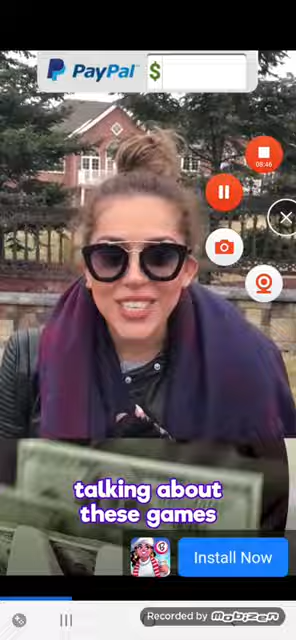 PayPal
$
08:46
talking about
these games
Install Now
Recorded by Mobizen